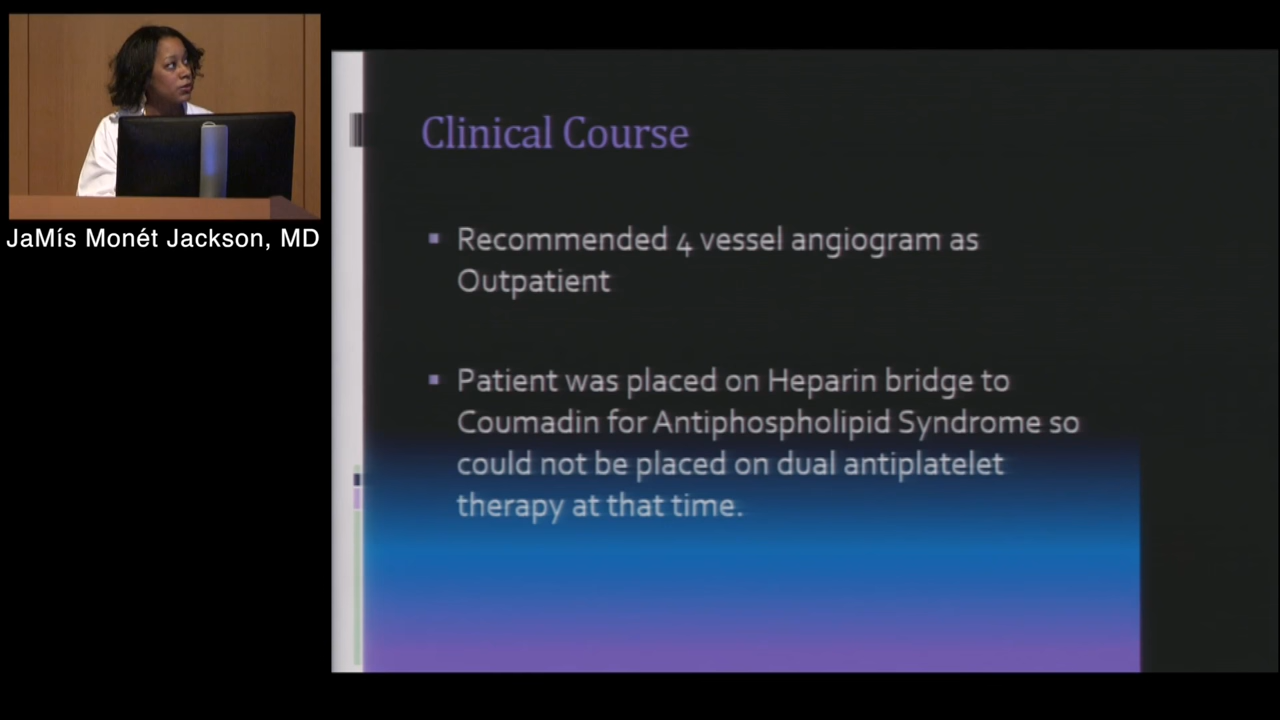 JaMís Monét Jackson, MD
Clinical Course
Recommended 4 vessel angiogram as
Outpatient
Patient was placed on Heparin bridge to
Coumadin for Antiphospholipid Syndrome so
could not be placed on dual antiplatelet
therapy at that time.